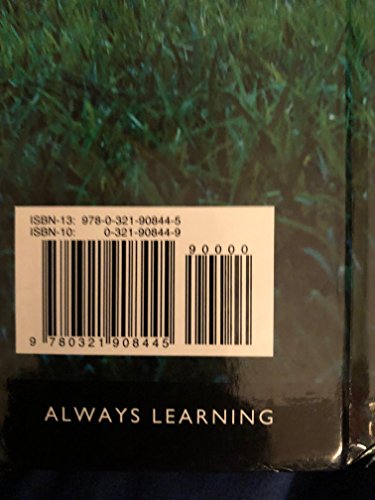 ISBN-13: 978-0-321-90844-5
ISBN-10: 0-321-90844-9
90000
9 780321 908445
ALWAYS LEARNING